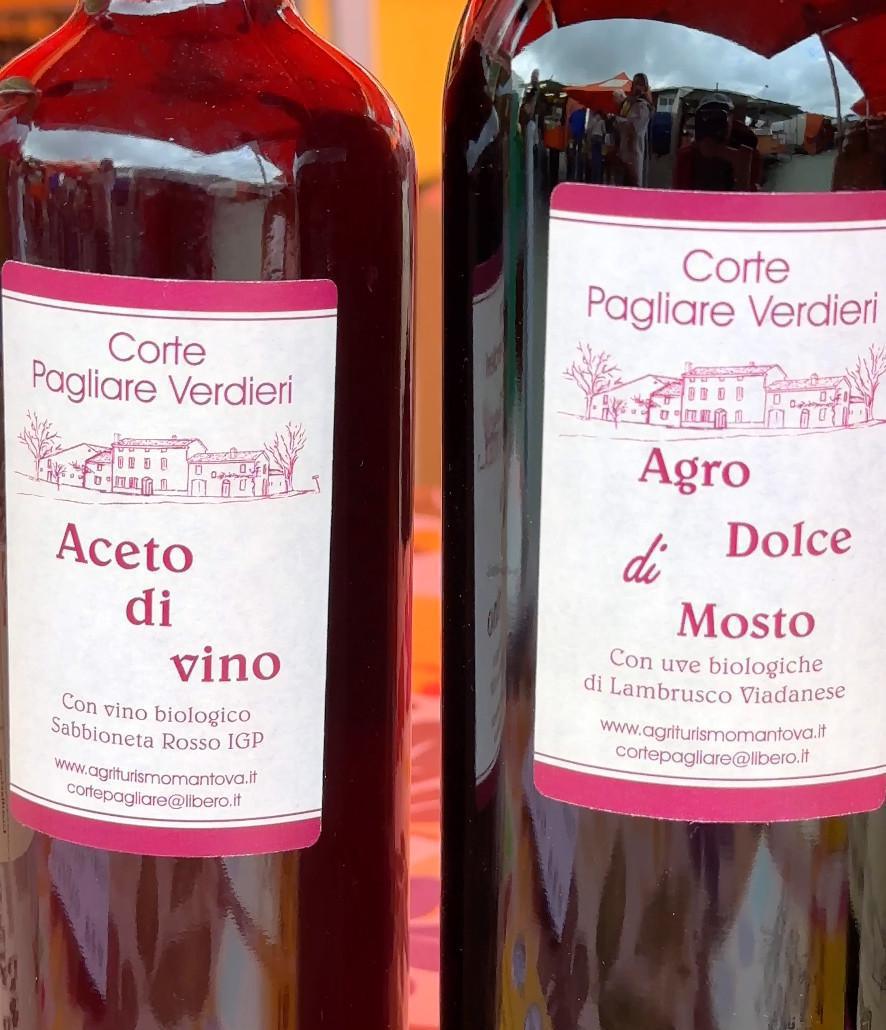 Corte
Pagliare Verdieri
Aceto
di
vino
Con vino biologico
Sabbioneta Rosso IGP
www.agriturismomantova.it
cortepagliare@libero.it
Corte
Pagliare Verdieri
Agro
Dolce
di
Mosto
Con uve biologiche
di Lambrusco Viadanese
www.agriturismomantova.it
cortepagliare@libero.it